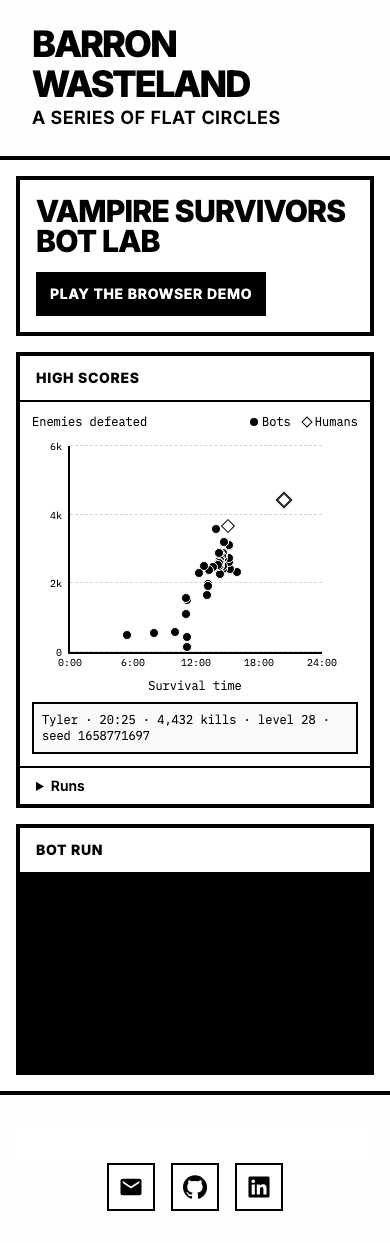 BARRON
WASTELAND
A SERIES OF FLAT CIRCLES
VAMPIRE SURVIVORS
BOT LAB
PLAY THE BROWSER DEMO
HIGH SCORES
Enemies defeated
Bots Humans
6k
4k
2k
0
0:00 6:00 12:00 18:00 24:00
Survival time
Tyler · 20:25 · 4,432 kills · level 28 ·
seed 1658771697
Runs
BOT RUN
in